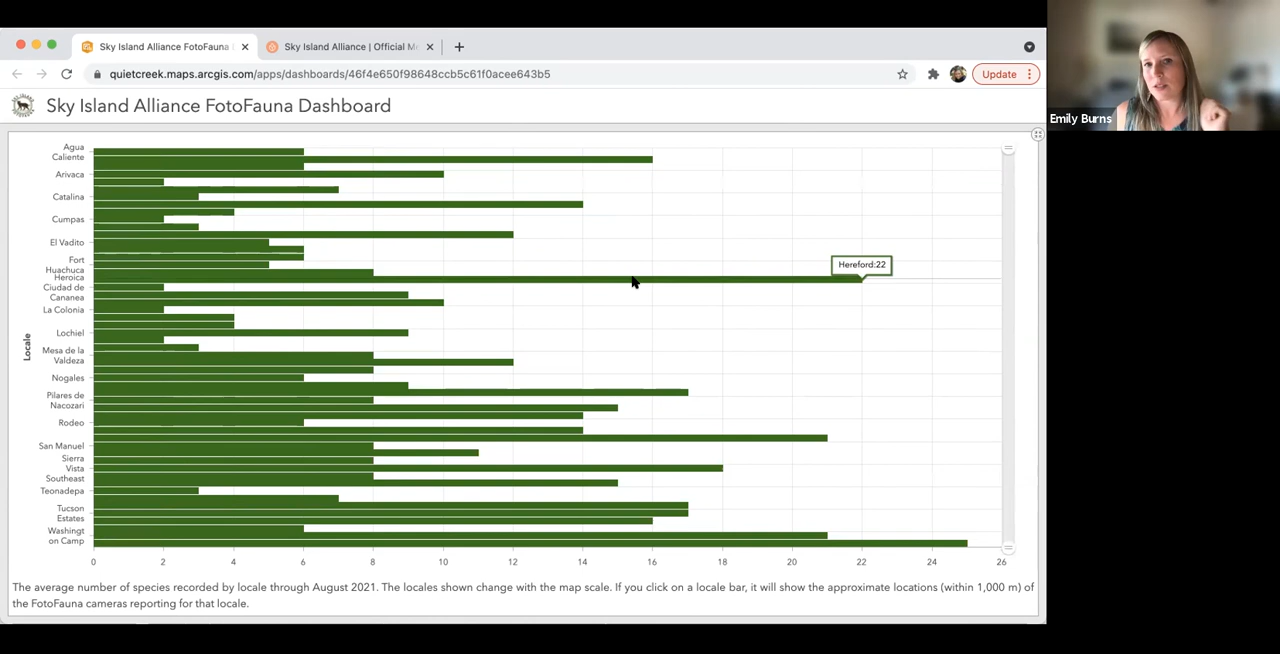 Sky Island Alliance FotoFauna
Sky Island Alliance | Official M
quietcreek.maps.arcgis.com/apps/dashboards/46f4e650f98648ccb5c61f0acee643b5
Update
Emily Burns
Sky Island Alliance FotoFauna Dashboard
Agua
Caliente
Arivaca
Catalina
Cumpas
El Vadito
Fort
Huachuca
Heroica
Ciudad de
Cananea
La Colonia
Lochiel
Mesa de la
Valdeza
Nogales
Pilares de
Nacozari
Rodeo
San Manuel
Sierra
Vista
Southeast
Teonadepa
Tucson
Estates
Washingt
on Camp
Locale
Hereford:22
0 2 4 6 8 10 12 14 16 18 20 22 24 26
The average number of species recorded by locale through August 2021. The locales shown change with the map scale. If you click on a locale bar, it will show the approximate locations (within 1,000 m) of
the FotoFauna cameras reporting for that locale.